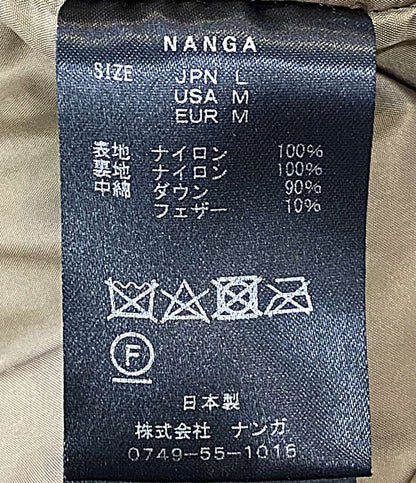 NANGA
SIZE JPN L
USA M
EUR M
表地 ナイロン 100%
裏地 ナイロン 100%
中綿 ダウン 90%
フェザー 10%
F
日本製
株式会社 ナンガ
0749-55-1016